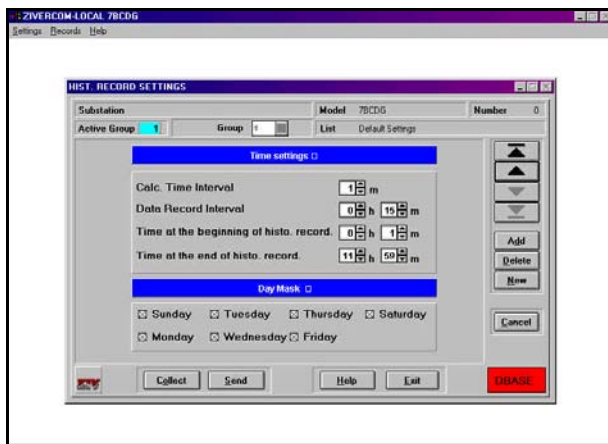 ZIVERCOM-LOCAL 7BCDG
Settings Records Help
HIST. RECORD SETTINGS
Substation Model 7BCDG Number 0
Active Group 1 Group 1 List Default Settings
Time settings
Calc. Time Interval 1 m
Data Record Interval 0 h 15 m
Time at the beginning of histo. record. 0 h 1 m
Time at the end of histo. record. 11 h 59 m
Day Mask
Sunday Tuesday Thursday Saturday
Monday Wednesday Friday
Add
Delete
New
Cancel
ZIV Collect Send Help Exit DBASE